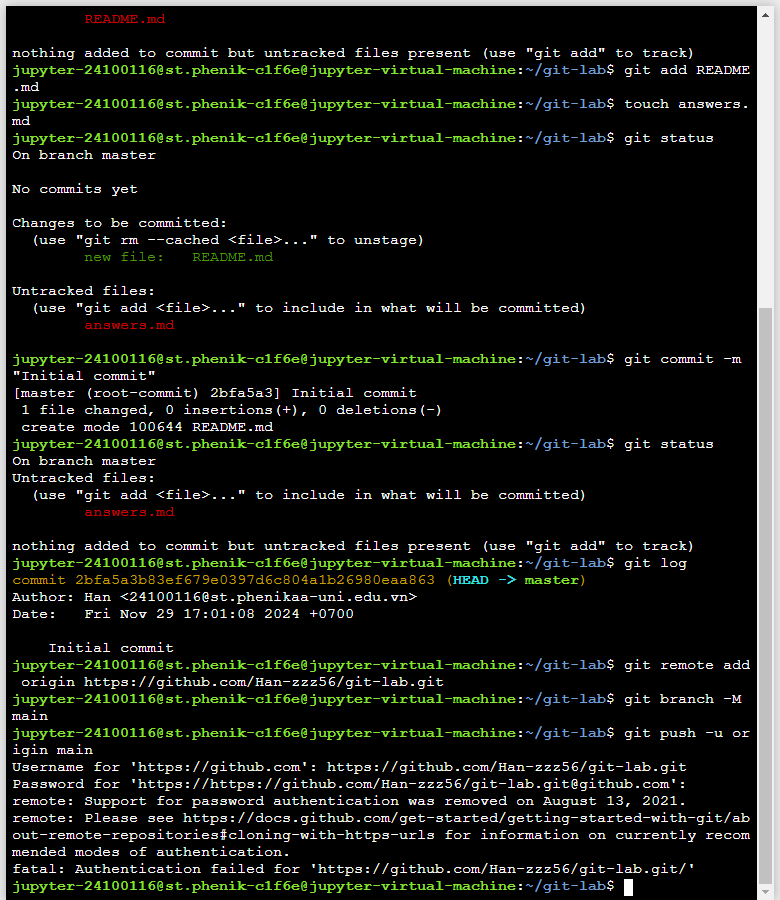 README.md
nothing added to commit but untracked files present (use "git add" to track)
jupyter-24100116@st.phenik-c1f6e@jupyter-virtual-machine:~/git-lab$ git add README
.md
jupyter-24100116@st.phenik-c1f6e@jupyter-virtual-machine:~/git-lab$ touch answers.
md
jupyter-24100116@st.phenik-c1f6e@jupyter-virtual-machine:~/git-lab$ git status
On branch master
No commits yet
Changes to be committed:
  (use "git rm --cached <file>..." to unstage)
        new file:   README.md
Untracked files:
  (use "git add <file>..." to include in what will be committed)
        answers.md
jupyter-24100116@st.phenik-c1f6e@jupyter-virtual-machine:~/git-lab$ git commit -m
"Initial commit"
[master (root-commit) 2bfa5a3] Initial commit
 1 file changed, 0 insertions(+), 0 deletions(-)
 create mode 100644 README.md
jupyter-24100116@st.phenik-c1f6e@jupyter-virtual-machine:~/git-lab$ git status
On branch master
Untracked files:
  (use "git add <file>..." to include in what will be committed)
        answers.md
nothing added to commit but untracked files present (use "git add" to track)
jupyter-24100116@st.phenik-c1f6e@jupyter-virtual-machine:~/git-lab$ git log
commit 2bfa5a3b83ef679e0397d6c804a1b26980eaa863 (HEAD -> master)
Author: Han <24100116@st.phenikaa-uni.edu.vn>
Date:   Fri Nov 29 17:01:08 2024 +0700
    Initial commit
jupyter-24100116@st.phenik-c1f6e@jupyter-virtual-machine:~/git-lab$ git remote add
 origin https://github.com/Han-zzz56/git-lab.git
jupyter-24100116@st.phenik-c1f6e@jupyter-virtual-machine:~/git-lab$ git branch -M
main
jupyter-24100116@st.phenik-c1f6e@jupyter-virtual-machine:~/git-lab$ git push -u or
igin main
Username for 'https://github.com': https://github.com/Han-zzz56/git-lab.git
Password for 'https://https://github.com/Han-zzz56/git-lab.git@github.com':
remote: Support for password authentication was removed on August 13, 2021.
remote: Please see https://docs.github.com/get-started/getting-started-with-git/ab
out-remote-repositories#cloning-with-https-urls for information on currently recom
mended modes of authentication.
fatal: Authentication failed for 'https://github.com/Han-zzz56/git-lab.git/'
jupyter-24100116@st.phenik-c1f6e@jupyter-virtual-machine:~/git-lab$